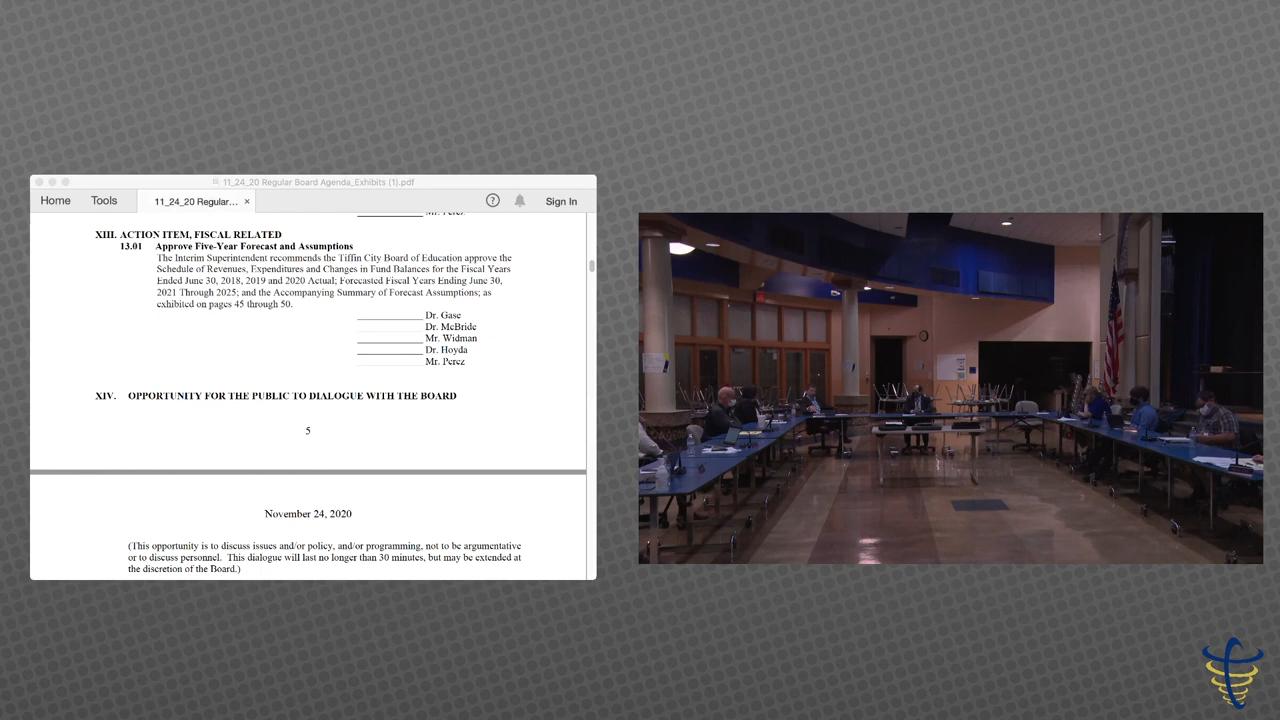 11_24_20 Regular Board Agenda_Exhibits (1).pdf
Home Tools 11_24_20 Regular... × ? Sign In
Mr. Perez
XIII. ACTION ITEM, FISCAL RELATED
13.01 Approve Five-Year Forecast and Assumptions
The Interim Superintendent recommends the Tiffin City Board of Education approve the
Schedule of Revenues, Expenditures and Changes in Fund Balances for the Fiscal Years
Ended June 30, 2018, 2019 and 2020 Actual; Forecasted Fiscal Years Ending June 30,
2021 Through 2025; and the Accompanying Summary of Forecast Assumptions; as
exhibited on pages 45 through 50.
____________ Dr. Gase
____________ Dr. McBride
____________ Mr. Widman
____________ Dr. Hoyda
____________ Mr. Perez
XIV. OPPORTUNITY FOR THE PUBLIC TO DIALOGUE WITH THE BOARD
5
November 24, 2020
(This opportunity is to discuss issues and/or policy, and/or programming, not to be argumentative
or to discuss personnel. This dialogue will last no longer than 30 minutes, but may be extended at
the discretion of the Board.)